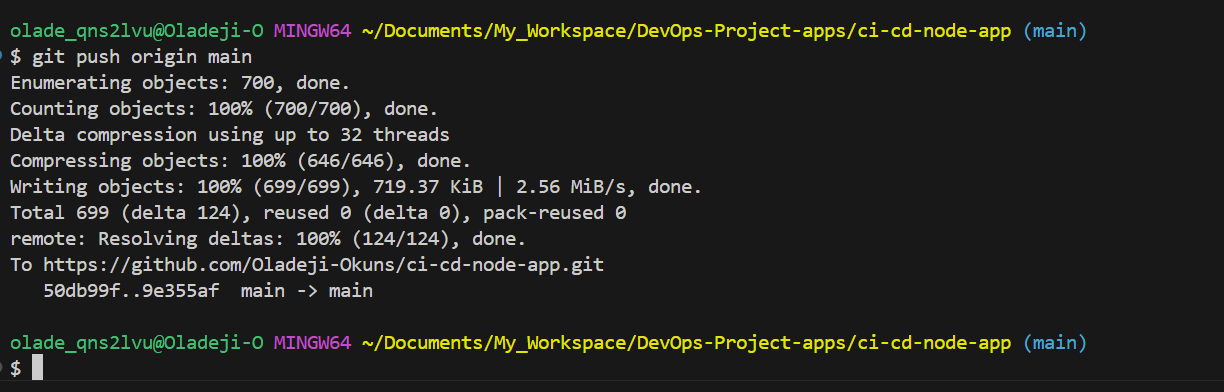 olade_qns2lvu@Oladeji-O MINGW64 ~/Documents/My_Workspace/DevOps-Project-apps/ci-cd-node-app (main)
$ git push origin main
Enumerating objects: 700, done.
Counting objects: 100% (700/700), done.
Delta compression using up to 32 threads
Compressing objects: 100% (646/646), done.
Writing objects: 100% (699/699), 719.37 KiB | 2.56 MiB/s, done.
Total 699 (delta 124), reused 0 (delta 0), pack-reused 0
remote: Resolving deltas: 100% (124/124), done.
To https://github.com/Oladeji-Okuns/ci-cd-node-app.git
   50db99f..9e355af  main -> main
olade_qns2lvu@Oladeji-O MINGW64 ~/Documents/My_Workspace/DevOps-Project-apps/ci-cd-node-app (main)
$